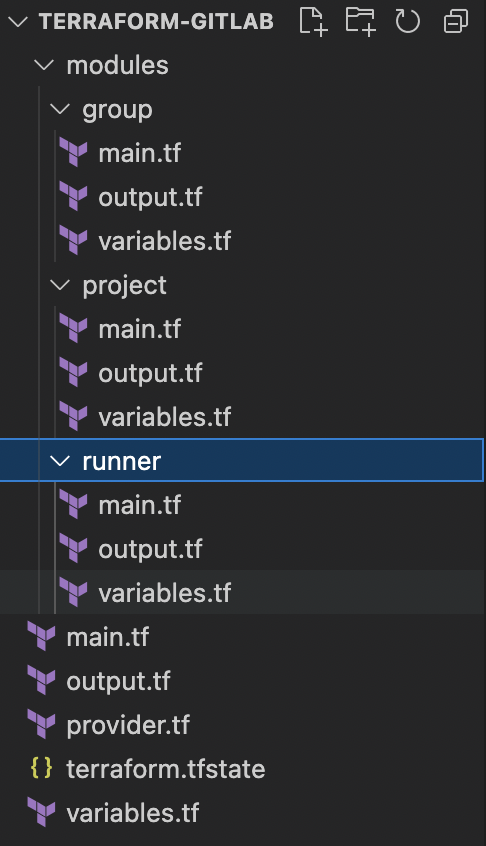 TERRAFORM-GITLAB
modules
group
main.tf
output.tf
variables.tf
project
main.tf
output.tf
variables.tf
runner
main.tf
output.tf
variables.tf
main.tf
output.tf
provider.tf
{} terraform.tfstate
variables.tf